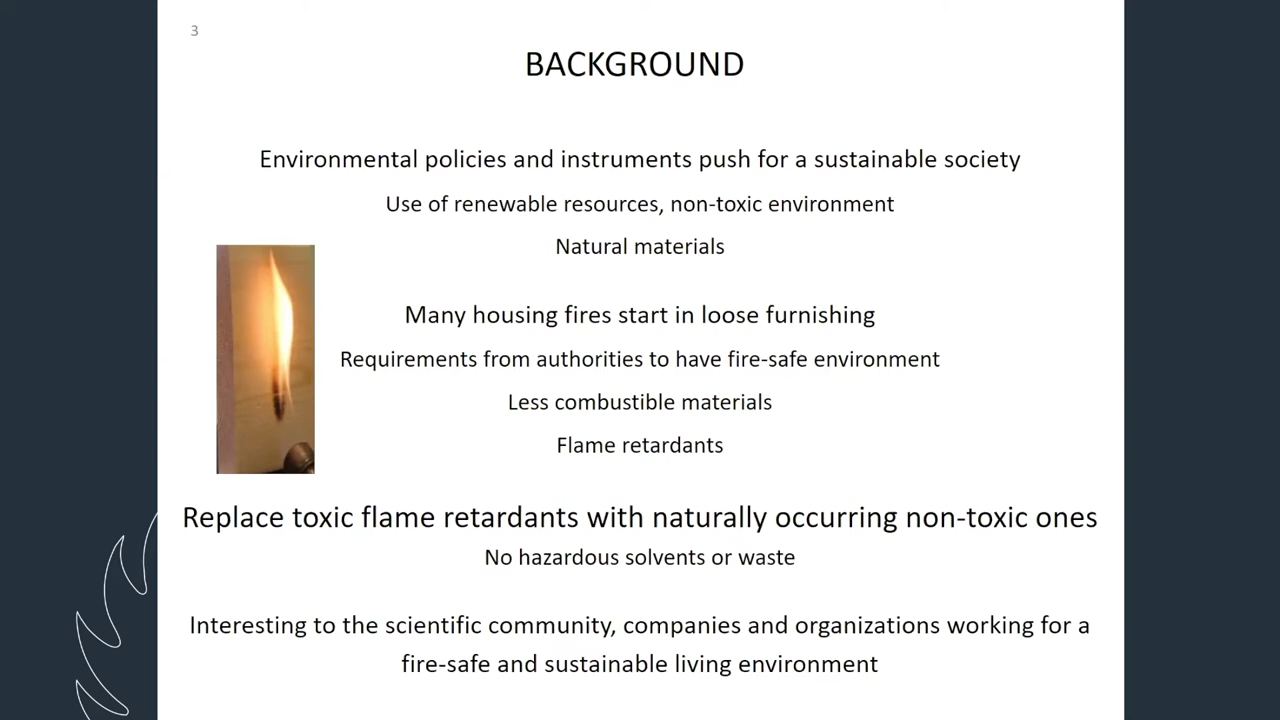 3
BACKGROUND
Environmental policies and instruments push for a sustainable society
Use of renewable resources, non-toxic environment
Natural materials
Many housing fires start in loose furnishing
Requirements from authorities to have fire-safe environment
Less combustible materials
Flame retardants
Replace toxic flame retardants with naturally occurring non-toxic ones
No hazardous solvents or waste
Interesting to the scientific community, companies and organizations working for a
fire-safe and sustainable living environment